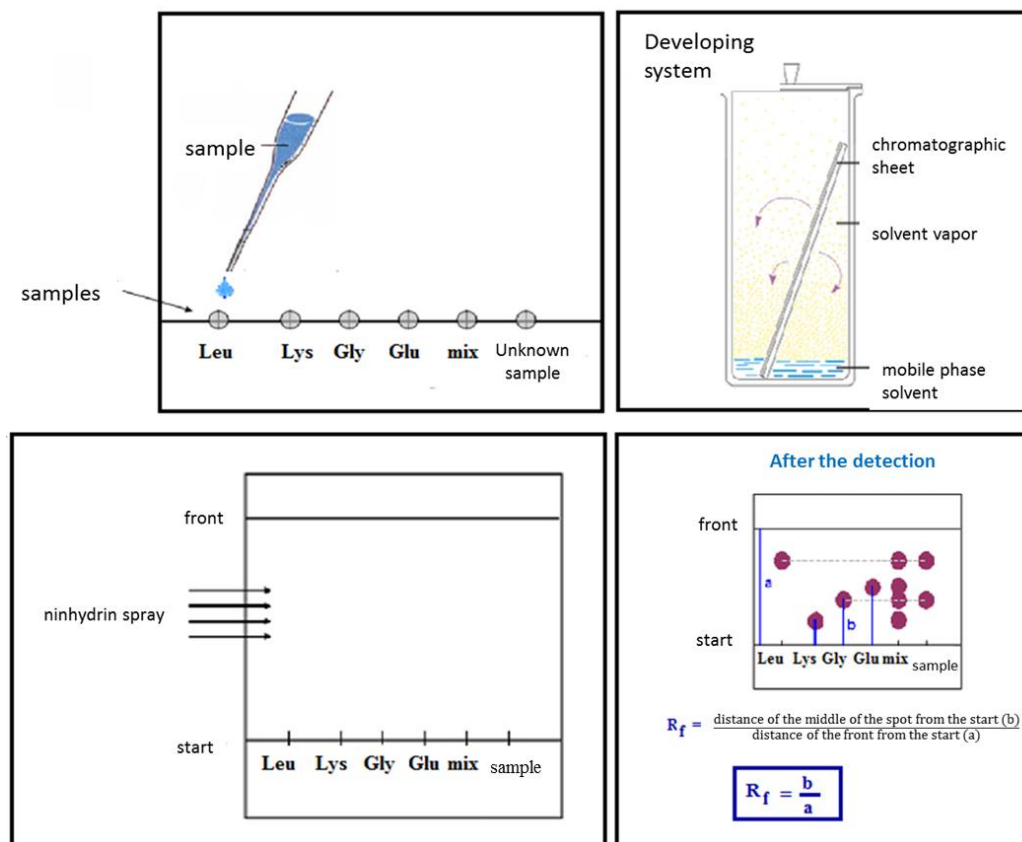 sample
samples
Leu Lys Gly Glu mix Unknown
sample
Developing
system
chromatographic
sheet
solvent vapor
mobile phase
solvent
front
ninhydrin spray
start
Leu Lys Gly Glu mix sample
After the detection
front
a
b
start
Leu Lys Gly Glu mix sample
Rf = distance of the middle of the spot from the start (b)
distance of the front from the start (a)
Rf = b
a